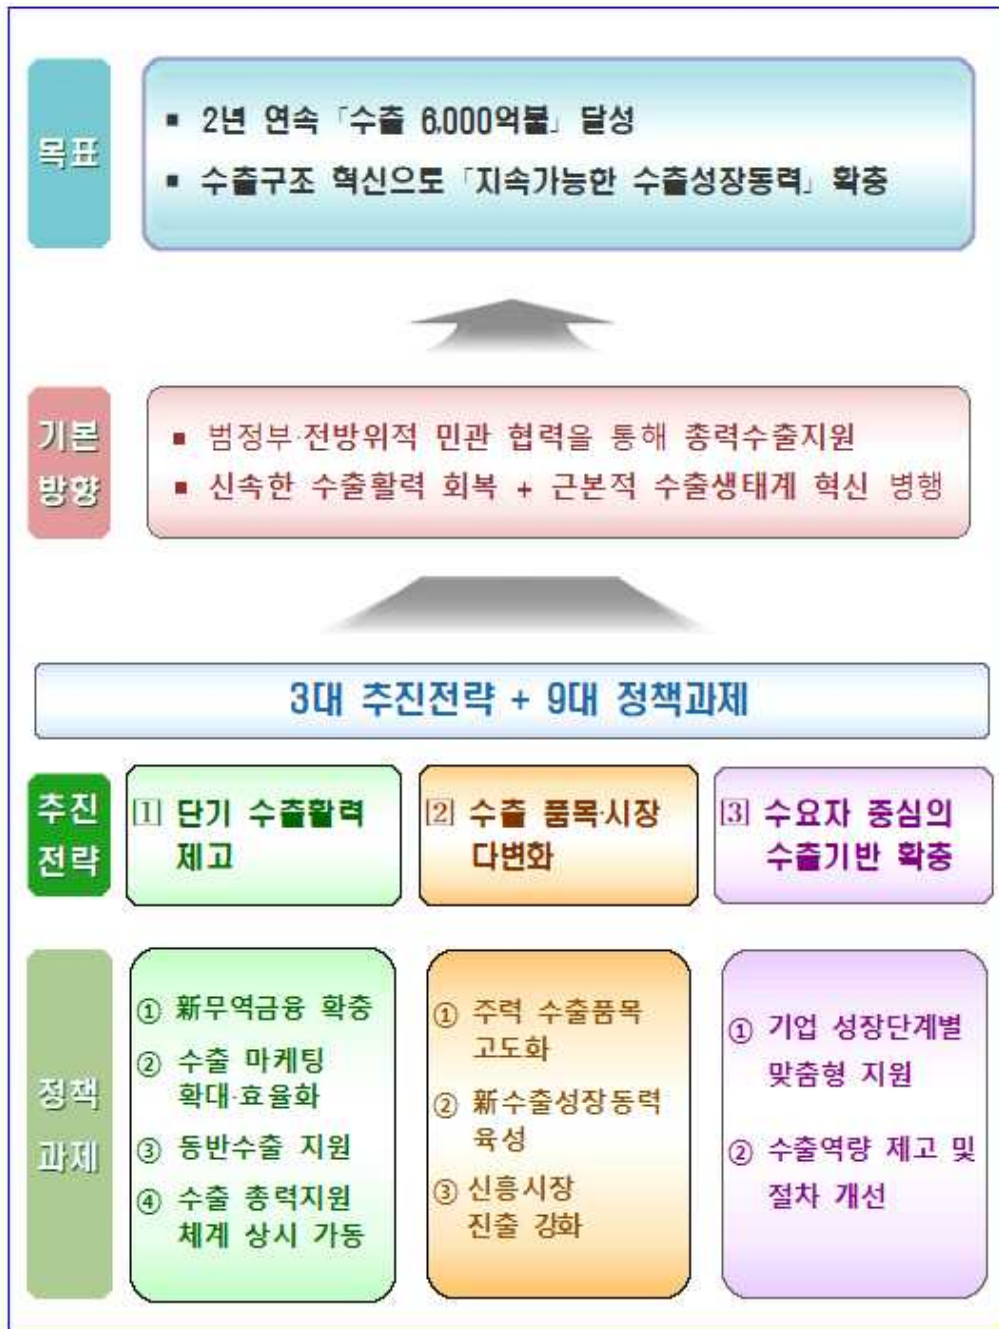 목표
▪ 2년 연속 「수출 6,000억불」 달성
▪ 수출구조 혁신으로 「지속가능한 수출성장동력」 확충
기본
방향
▪ 범정부·전방위적 민관 협력을 통해 총력수출지원
▪ 신속한 수출활력 회복 + 근본적 수출생태계 혁신 병행
3대 추진전략 + 9대 정책과제
추진
전략
[1] 단기 수출활력
제고
[2] 수출 품목·시장
다변화
[3] 수요자 중심의
수출기반 확충
정책
과제
① 新무역금융 확충
② 수출 마케팅
확대·효율화
③ 동반수출 지원
④ 수출 총력지원
체계 상시 가동
① 주력 수출품목
고도화
② 新수출성장동력
육성
③ 신흥시장
진출 강화
① 기업 성장단계별
맞춤형 지원
② 수출역량 제고 및
절차 개선